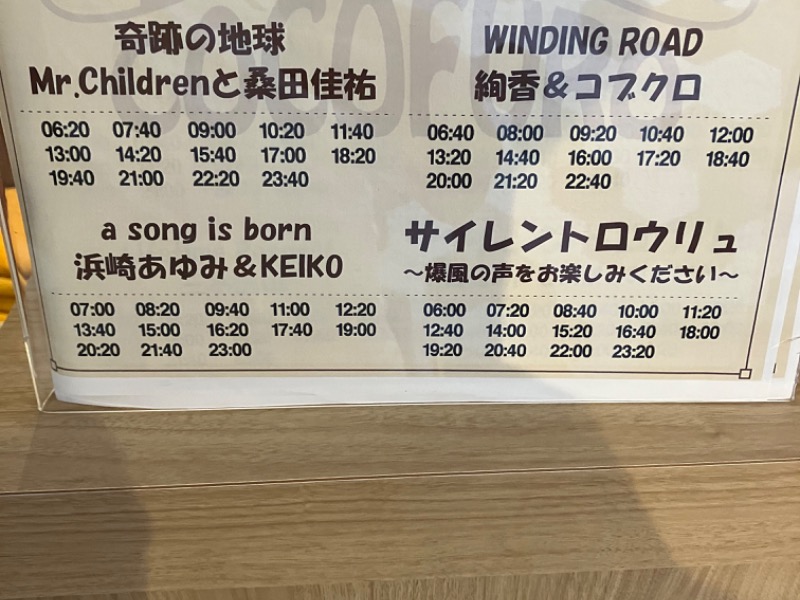 奇跡の地球
Mr.Childrenと桑田佳祐
06:20 07:40 09:00 10:20 11:40
13:00 14:20 15:40 17:00 18:20
19:40 21:00 22:20 23:40
WINDING ROAD
絢香&コブクロ
06:40 08:00 09:20 10:40 12:00
13:20 14:40 16:00 17:20 18:40
20:00 21:20 22:40
a song is born
浜崎あゆみ&KEIKO
07:00 08:20 09:40 11:00 12:20
13:40 15:00 16:20 17:40 19:00
20:20 21:40 23:00
サイレントロウリュ
~爆風の声をお楽しみください~
06:00 07:20 08:40 10:00 11:20
12:40 14:00 15:20 16:40 18:00
19:20 20:40 22:00 23:20